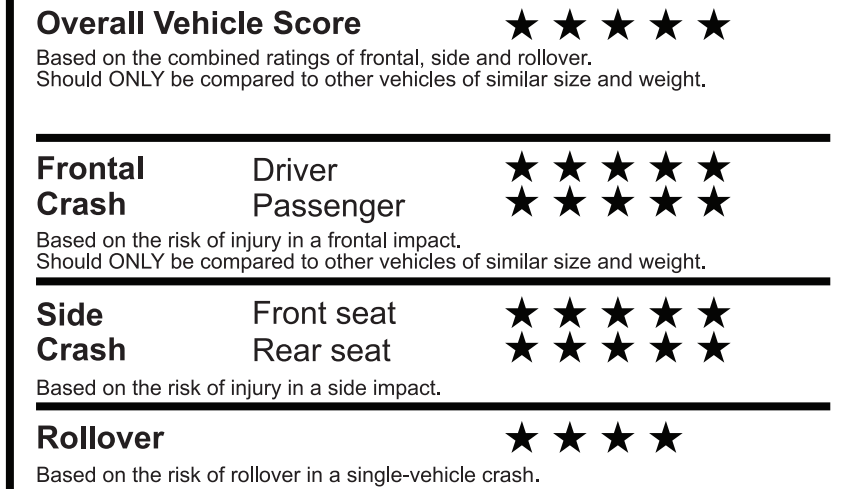 Overall Vehicle Score ★ ★ ★ ★ ★
Based on the combined ratings of frontal, side and rollover.
Should ONLY be compared to other vehicles of similar size and weight.
Frontal Driver ★ ★ ★ ★ ★
Crash Passenger ★ ★ ★ ★ ★
Based on the risk of injury in a frontal impact.
Should ONLY be compared to other vehicles of similar size and weight.
Side Front seat ★ ★ ★ ★ ★
Crash Rear seat ★ ★ ★ ★ ★
Based on the risk of injury in a side impact.
Rollover ★ ★ ★ ★
Based on the risk of rollover in a single-vehicle crash.